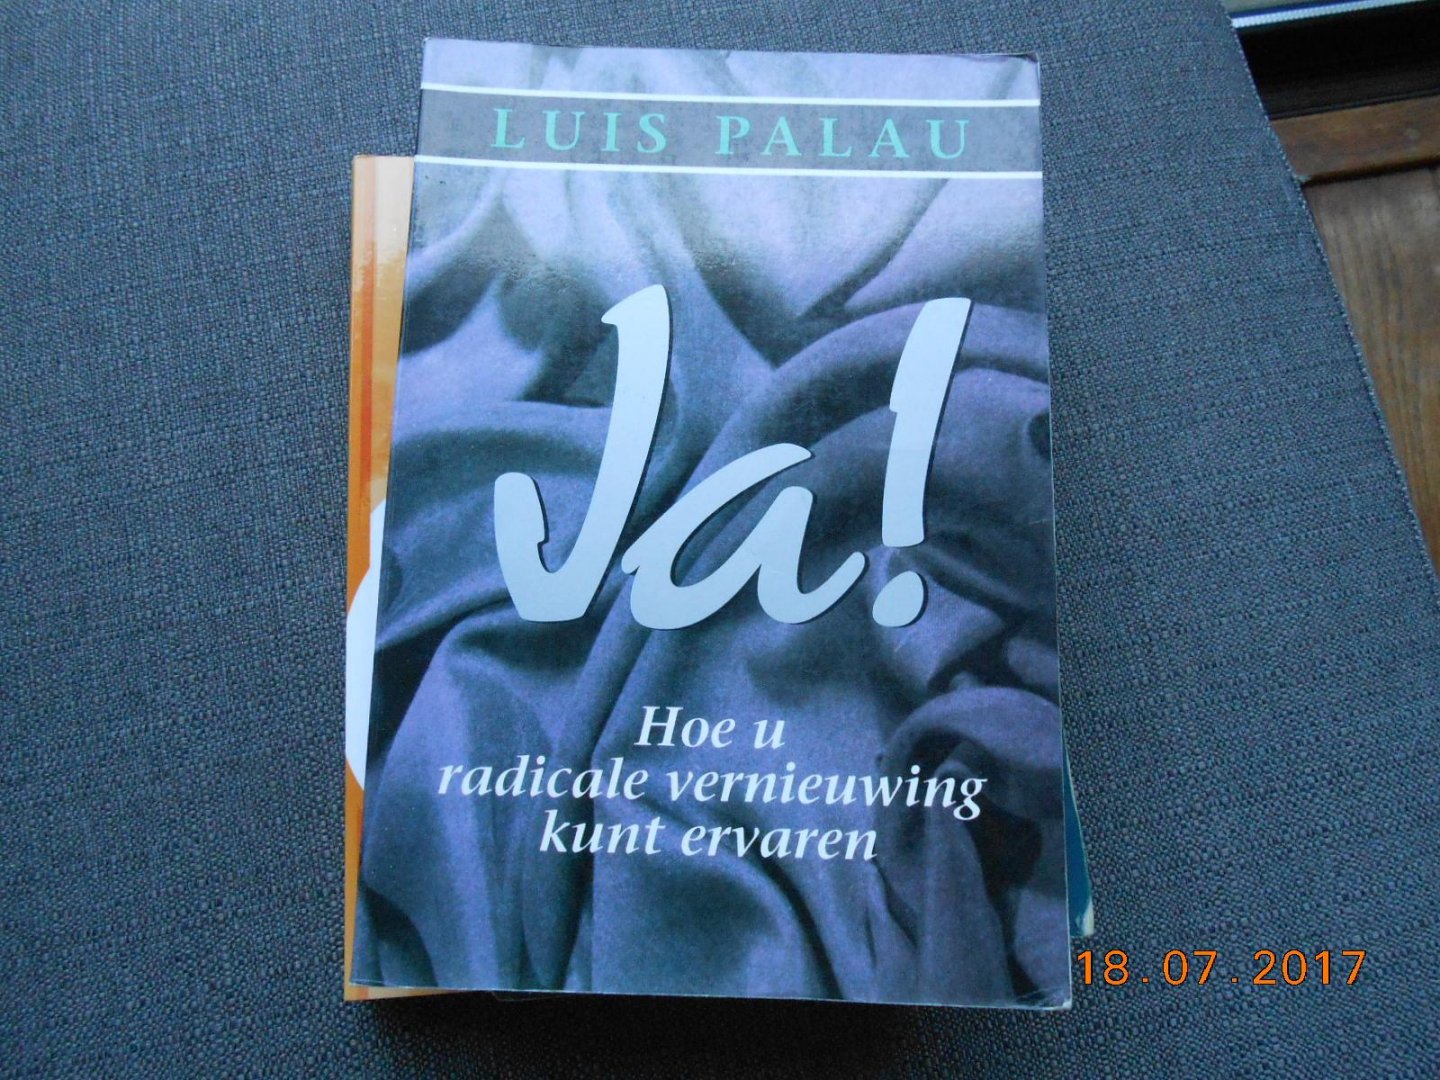 LUIS PALAU
Ja!
Hoe u
radicale vernieuwing
kunt ervaren
18.07.2017